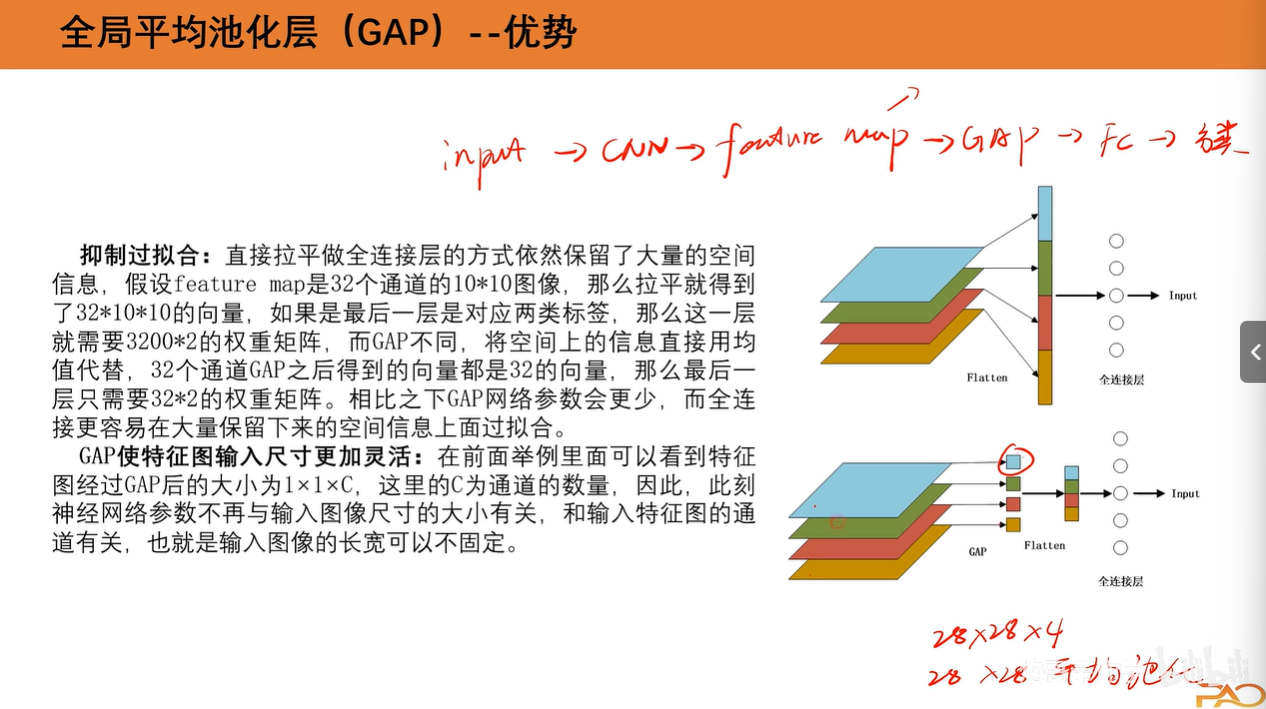 全局平均池化层（GAP）--优势
input → CNN → feature map → GAP → FC → 分类
抑制过拟合：直接拉平做全连接层的方式依然保留了大量的空间
信息，假设feature map是32个通道的10*10图像，那么拉平就得到
了32*10*10的向量，如果是最后一层是对应两类标签，那么这一层
就需要3200*2的权重矩阵，而GAP不同，将空间上的信息直接用均
值代替，32个通道GAP之后得到的向量都是32的向量，那么最后一
层只需要32*2的权重矩阵。相比之下GAP网络参数会更少，而全连
接更容易在大量保留下来的空间信息上面过拟合。
GAP使特征图输入尺寸更加灵活：在前面举例里面可以看到特征
图经过GAP后的大小为1×1×C，这里的C为通道的数量，因此，此刻
神经网络参数不再与输入图像尺寸的大小有关，和输入特征图的通
道有关，也就是输入图像的长宽可以不固定。
Input
Flatten
全连接层
Input
GAP
Flatten
全连接层
28×28×4
28×28 平均池化
PAO